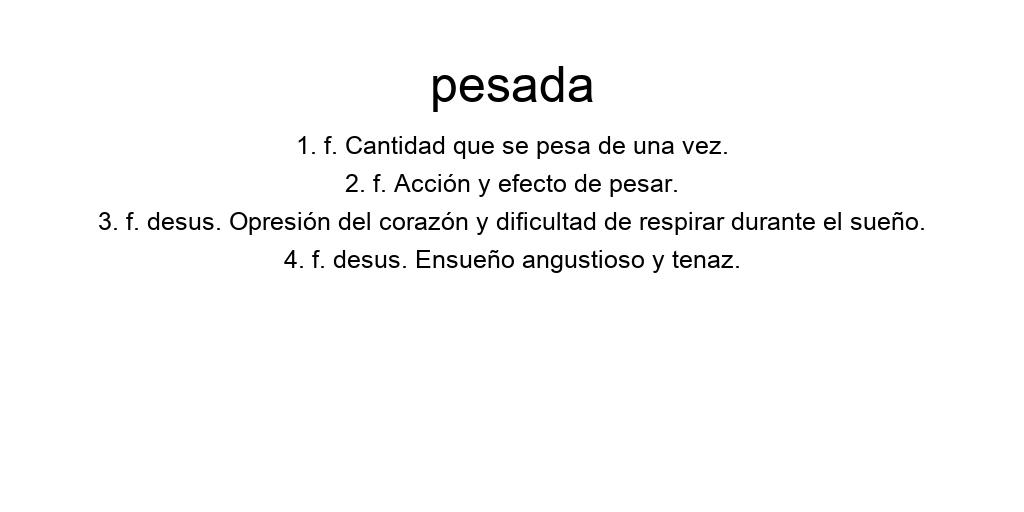 pesada
1. f. Cantidad que se pesa de una vez.
2. f. Acción y efecto de pesar.
3. f. desus. Opresión del corazón y dificultad de respirar durante el sueño.
4. f. desus. Ensueño angustioso y tenaz.